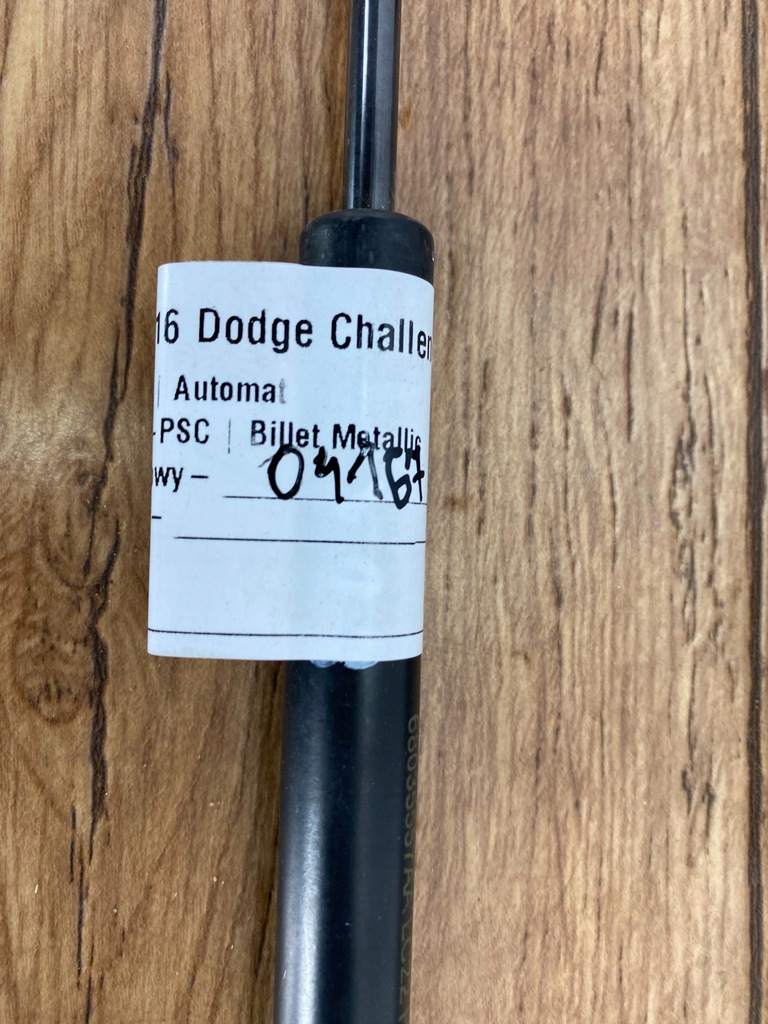 16 Dodge Challen
| Automat
-PSC | Billet Metallic
wy – 04167
–